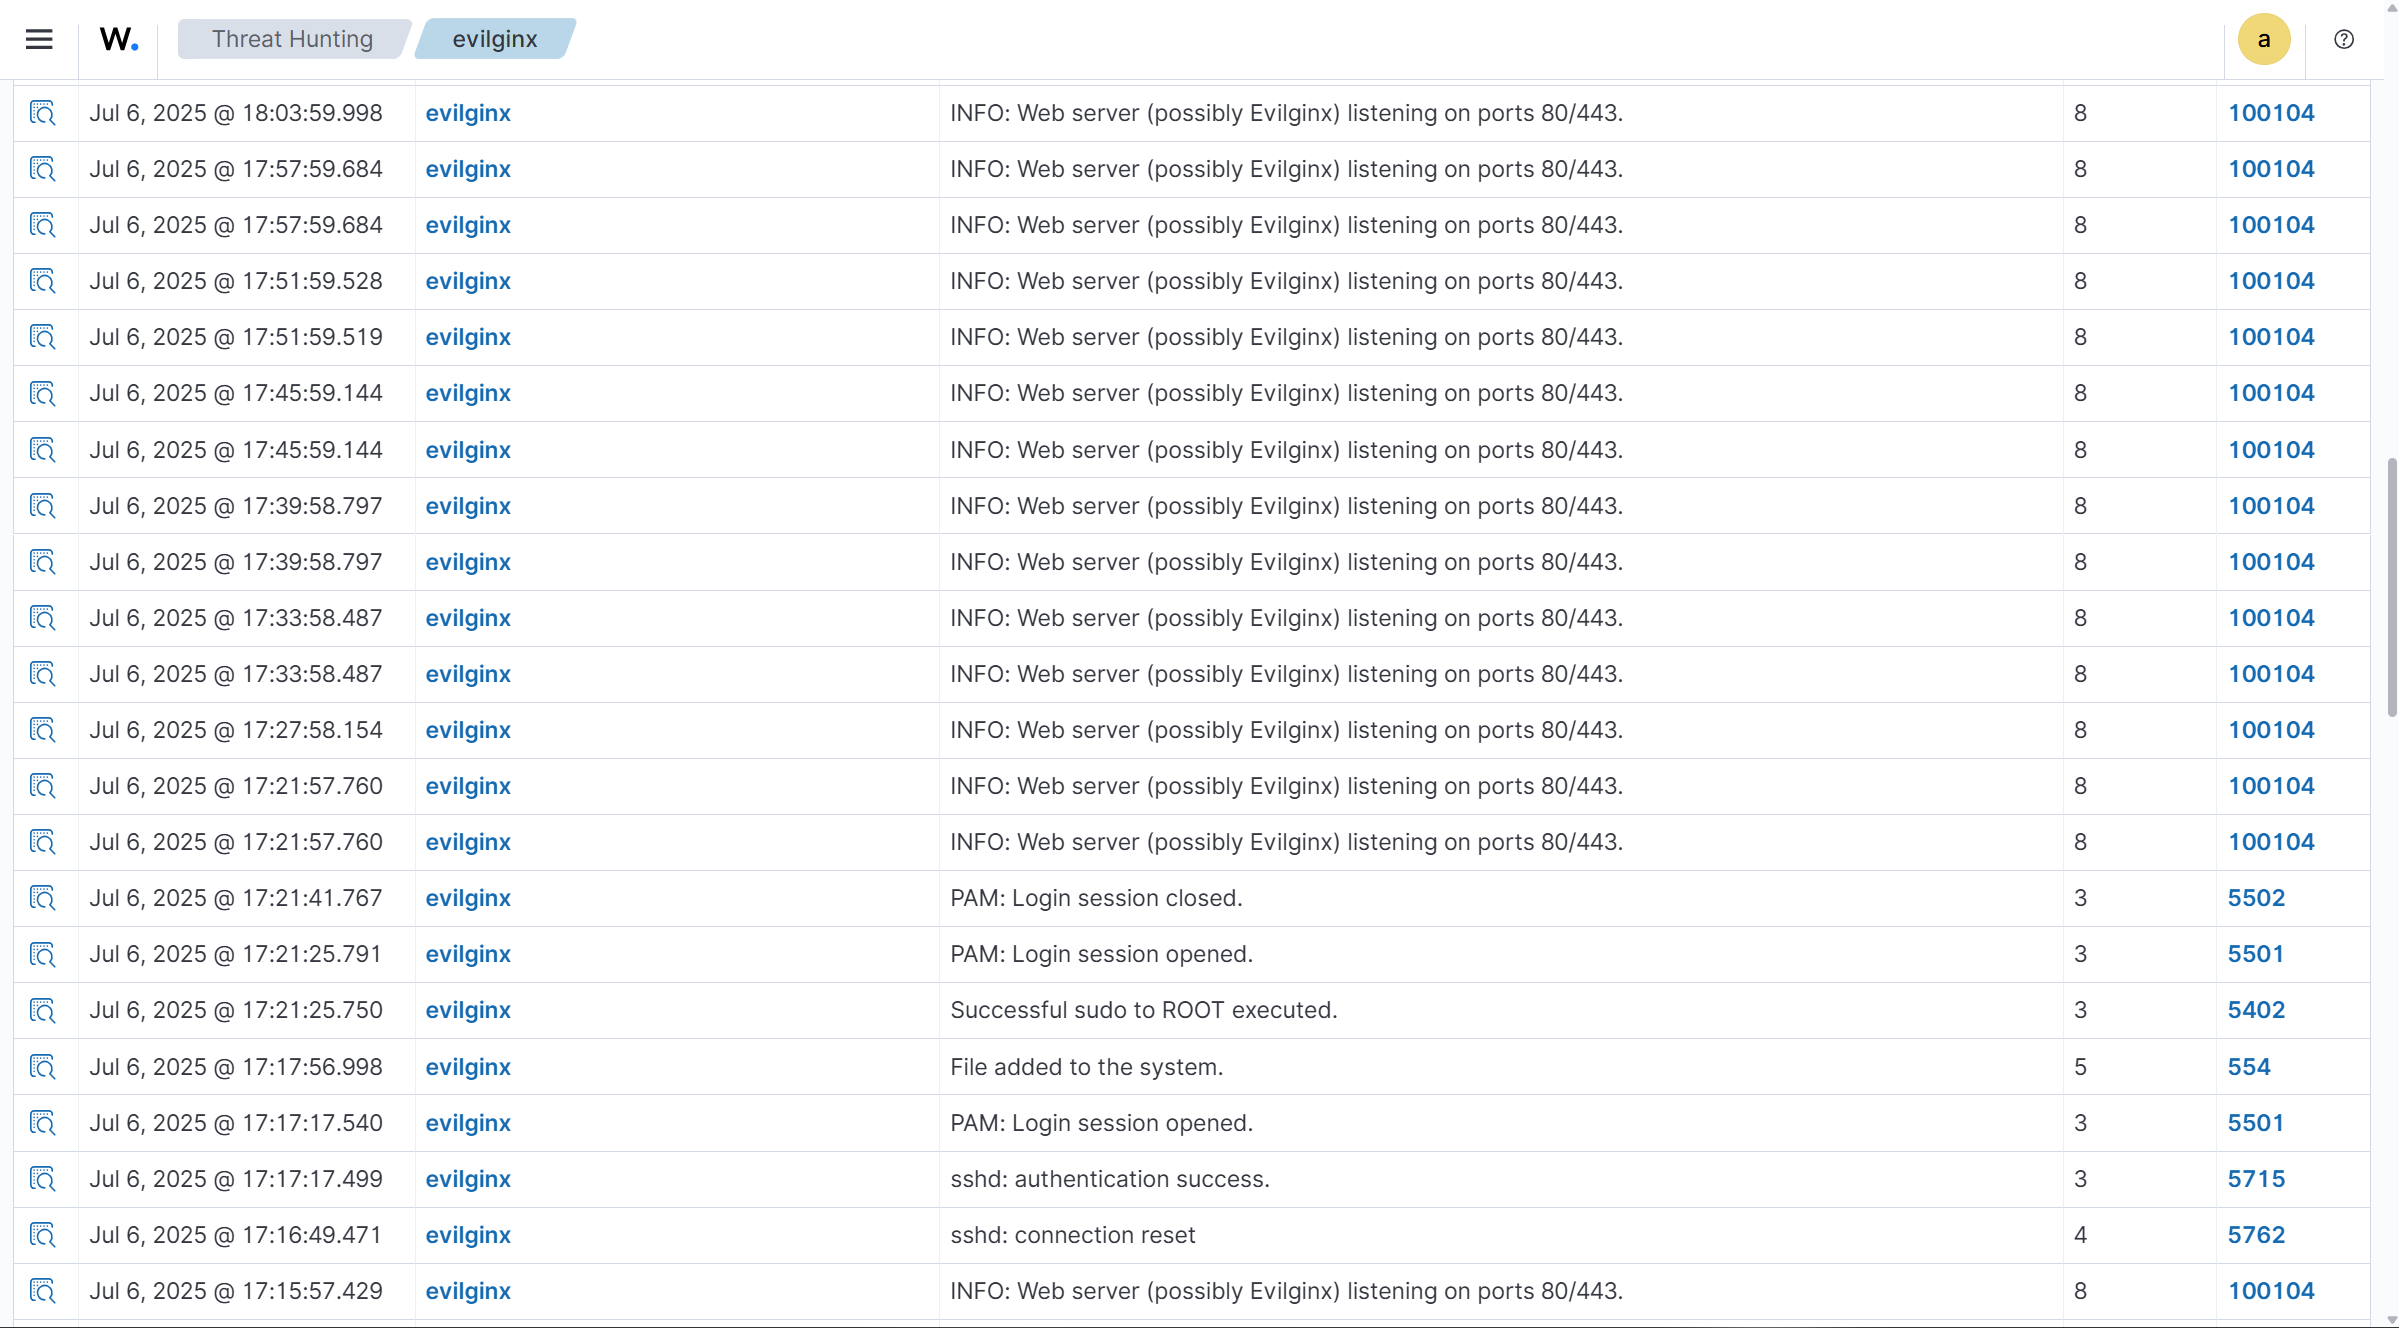 W. Threat Hunting evilginx a
Jul 6, 2025 @ 18:03:59.998 evilginx INFO: Web server (possibly Evilginx) listening on ports 80/443. 8 100104
Jul 6, 2025 @ 17:57:59.684 evilginx INFO: Web server (possibly Evilginx) listening on ports 80/443. 8 100104
Jul 6, 2025 @ 17:57:59.684 evilginx INFO: Web server (possibly Evilginx) listening on ports 80/443. 8 100104
Jul 6, 2025 @ 17:51:59.528 evilginx INFO: Web server (possibly Evilginx) listening on ports 80/443. 8 100104
Jul 6, 2025 @ 17:51:59.519 evilginx INFO: Web server (possibly Evilginx) listening on ports 80/443. 8 100104
Jul 6, 2025 @ 17:45:59.144 evilginx INFO: Web server (possibly Evilginx) listening on ports 80/443. 8 100104
Jul 6, 2025 @ 17:45:59.144 evilginx INFO: Web server (possibly Evilginx) listening on ports 80/443. 8 100104
Jul 6, 2025 @ 17:39:58.797 evilginx INFO: Web server (possibly Evilginx) listening on ports 80/443. 8 100104
Jul 6, 2025 @ 17:39:58.797 evilginx INFO: Web server (possibly Evilginx) listening on ports 80/443. 8 100104
Jul 6, 2025 @ 17:33:58.487 evilginx INFO: Web server (possibly Evilginx) listening on ports 80/443. 8 100104
Jul 6, 2025 @ 17:33:58.487 evilginx INFO: Web server (possibly Evilginx) listening on ports 80/443. 8 100104
Jul 6, 2025 @ 17:27:58.154 evilginx INFO: Web server (possibly Evilginx) listening on ports 80/443. 8 100104
Jul 6, 2025 @ 17:21:57.760 evilginx INFO: Web server (possibly Evilginx) listening on ports 80/443. 8 100104
Jul 6, 2025 @ 17:21:57.760 evilginx INFO: Web server (possibly Evilginx) listening on ports 80/443. 8 100104
Jul 6, 2025 @ 17:21:41.767 evilginx PAM: Login session closed. 3 5502
Jul 6, 2025 @ 17:21:25.791 evilginx PAM: Login session opened. 3 5501
Jul 6, 2025 @ 17:21:25.750 evilginx Successful sudo to ROOT executed. 3 5402
Jul 6, 2025 @ 17:17:56.998 evilginx File added to the system. 5 554
Jul 6, 2025 @ 17:17:17.540 evilginx PAM: Login session opened. 3 5501
Jul 6, 2025 @ 17:17:17.499 evilginx sshd: authentication success. 3 5715
Jul 6, 2025 @ 17:16:49.471 evilginx sshd: connection reset 4 5762
Jul 6, 2025 @ 17:15:57.429 evilginx INFO: Web server (possibly Evilginx) listening on ports 80/443. 8 100104